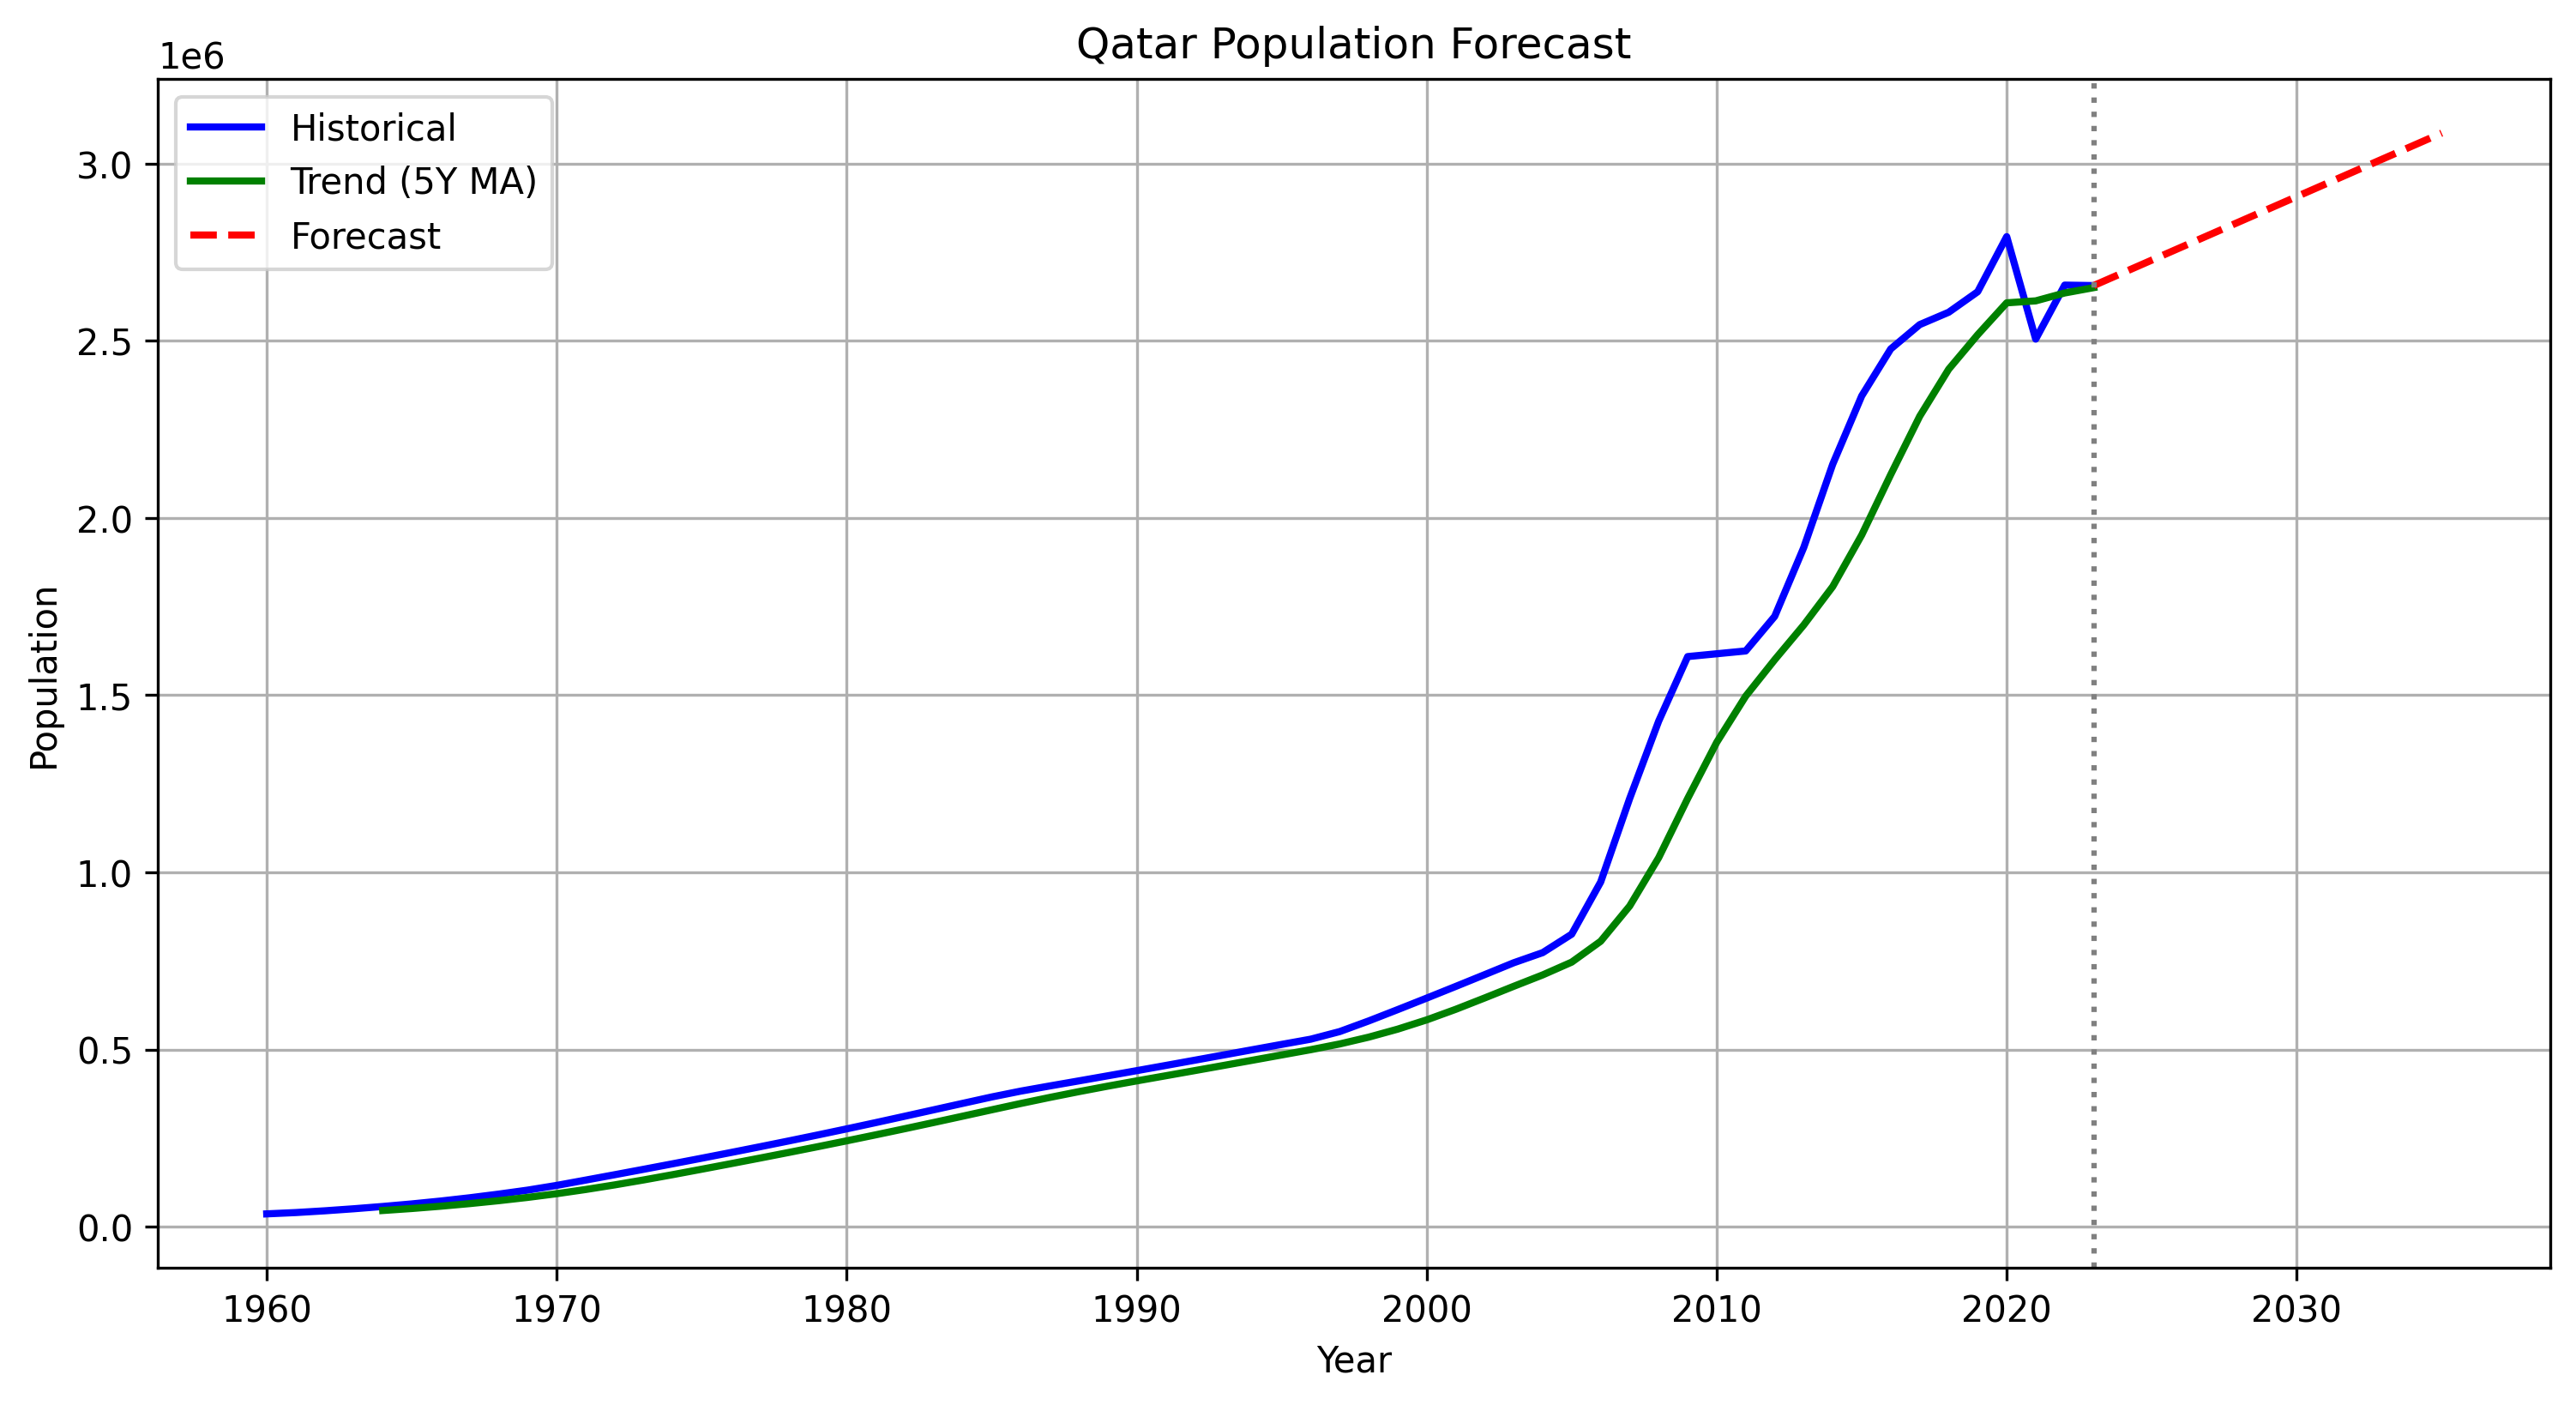 Qatar Population Forecast
1e6
Historical
Trend (5Y MA)
Forecast
3.0
2.5
2.0
1.5
1.0
0.5
0.0
Population
1960 1970 1980 1990 2000 2010 2020 2030
Year